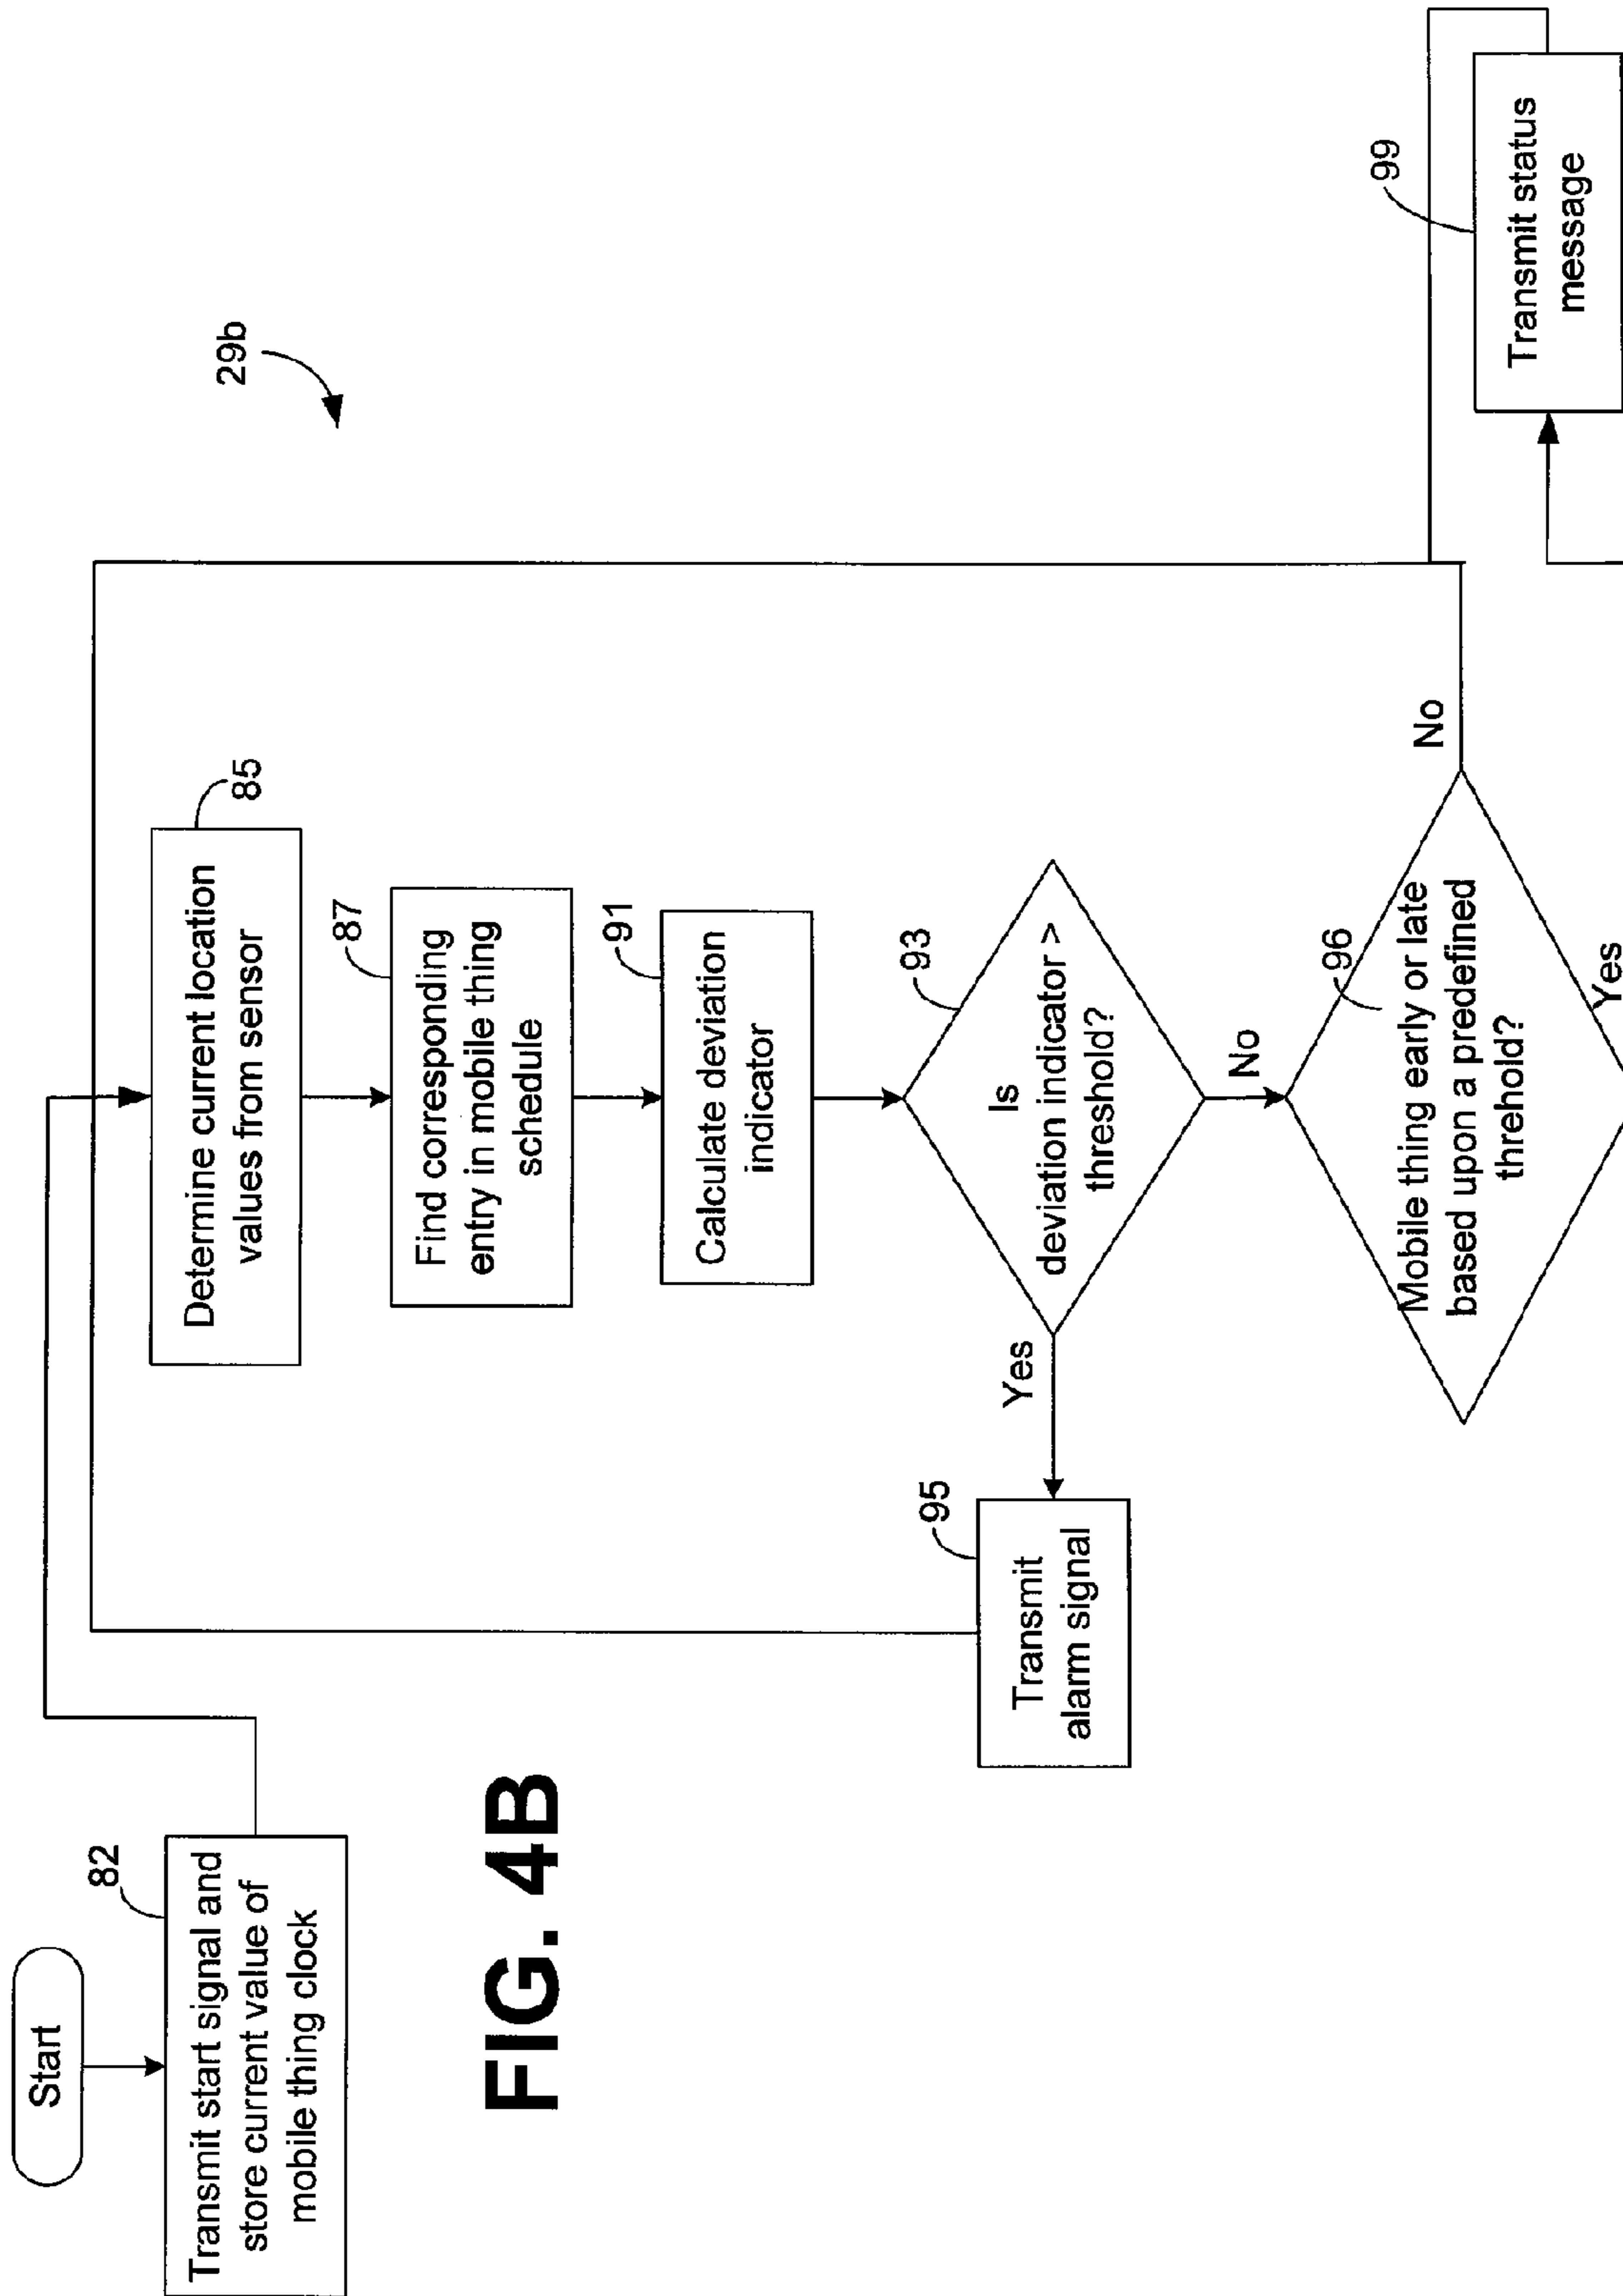 Start
82
Transmit start signal and
store current value of
mobile thing clock
29b
85
Determine current location
values from sensor
87
Find corresponding
entry in mobile thing
schedule
91
Calculate deviation
indicator
93
Is
deviation indicator >
threshold?
Yes
No
95
Transmit
alarm signal
96
Mobile thing early or late
based upon a predefined
threhold?
No
Yes
99
Transmit status
message
FIG. 4B